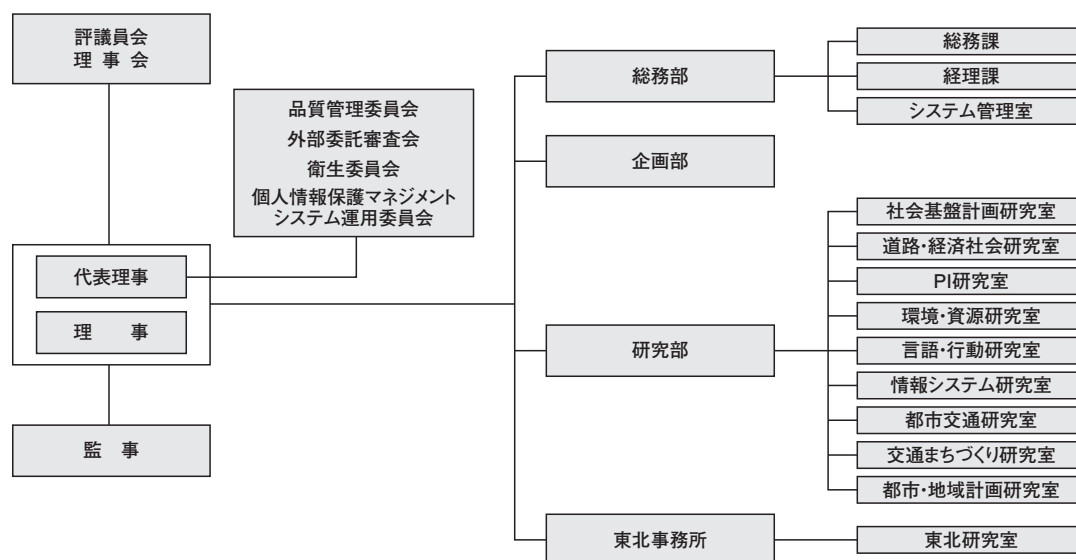 評議員会
理事会
品質管理委員会
外部委託審査会
衛生委員会
個人情報保護マネジメント
システム運用委員会
代表理事
理　事
監　事
総務部
総務課
経理課
システム管理室
企画部
研究部
社会基盤計画研究室
道路・経済社会研究室
PI研究室
環境・資源研究室
言語・行動研究室
情報システム研究室
都市交通研究室
交通まちづくり研究室
都市・地域計画研究室
東北事務所
東北研究室